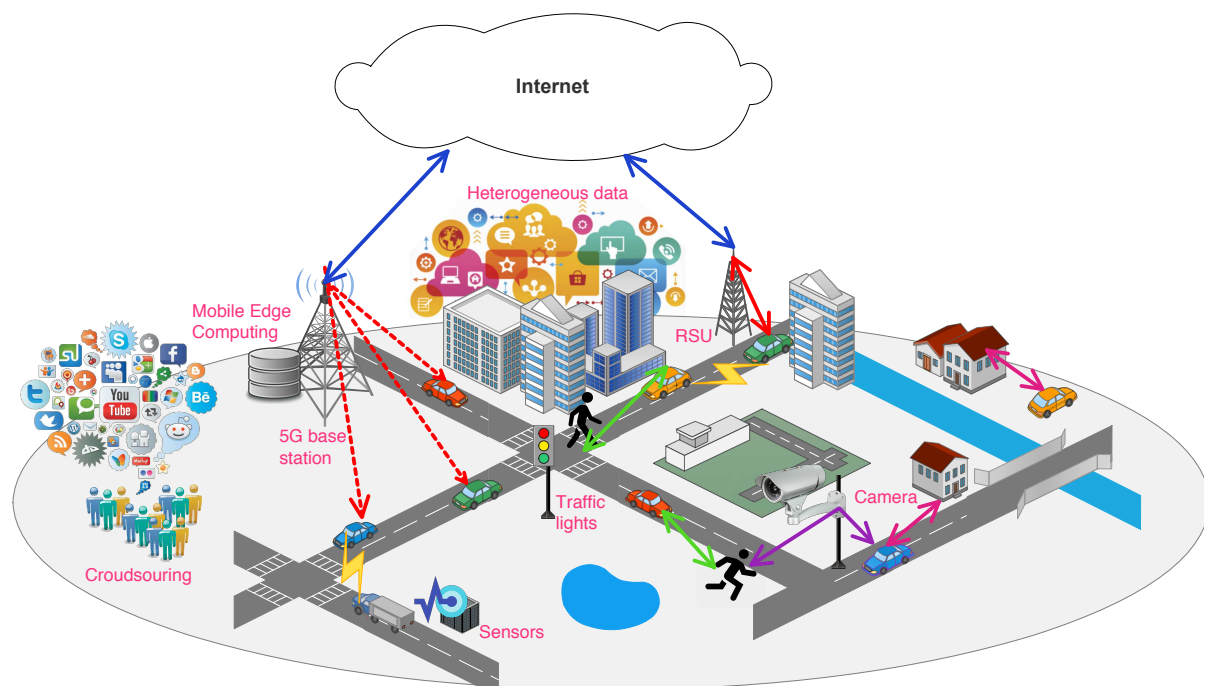 Internet
Heterogeneous data
Mobile Edge
Computing
RSU
You
Tube
5G base
station
Traffic
lights
Camera
Croudsouring
Sensors